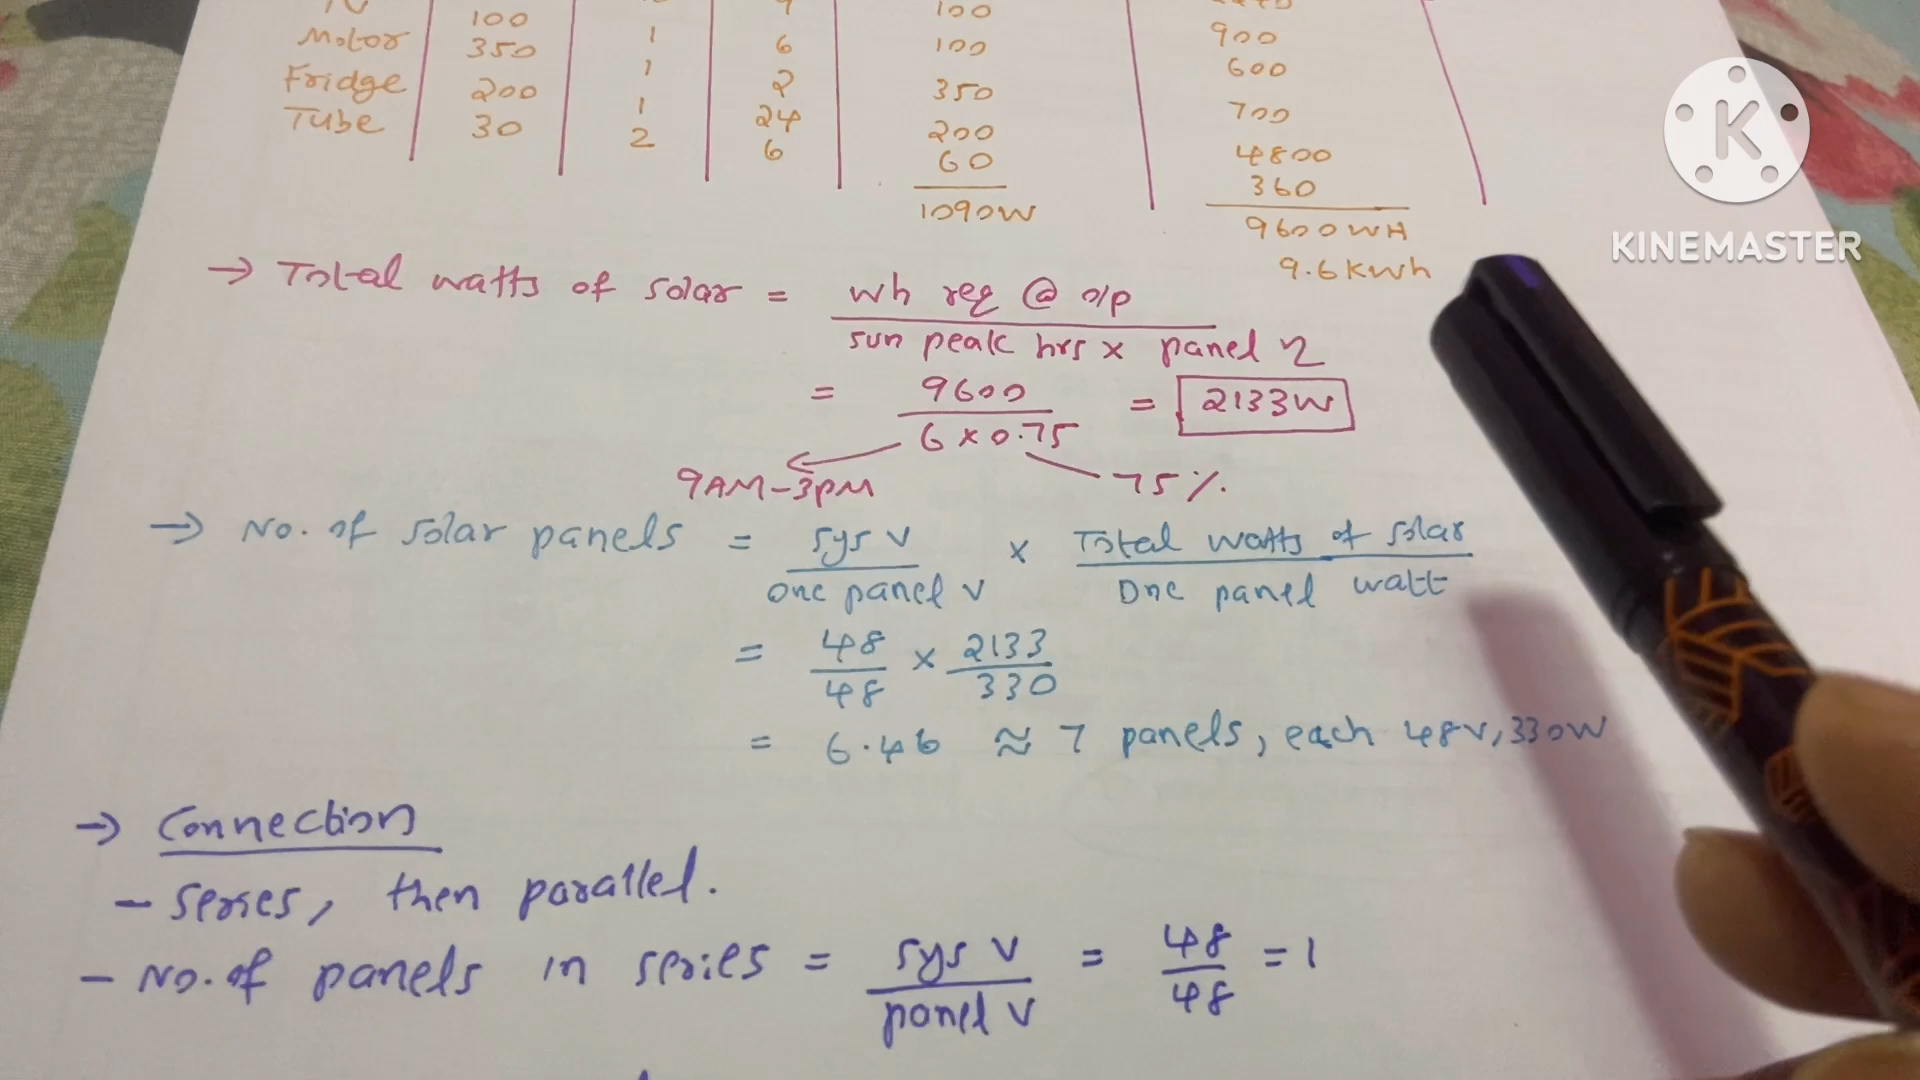 TV 100 1 9 100 900
Motor 350 1 6 100 600
Fridge 200 1 2 350 700
Tube 30 2 24 200 4800
6 60 360
1090W 9600WH
9.6KWh
→ Total watts of solar = Wh req @ o/p
sun peak hrs x panel η
= 9600 = 2133W
6 x 0.75
9AM-3PM 75%
→ No. of solar panels = sys V x Total watts of solar
one panel V One panel watt
= 48 x 2133
48 330
= 6.46 ≈ 7 panels, each 48V, 330W
→ Connection
- Series, then parallel.
- No. of panels in series = sys V = 48 = 1
panel V 48
K
KINEMASTER